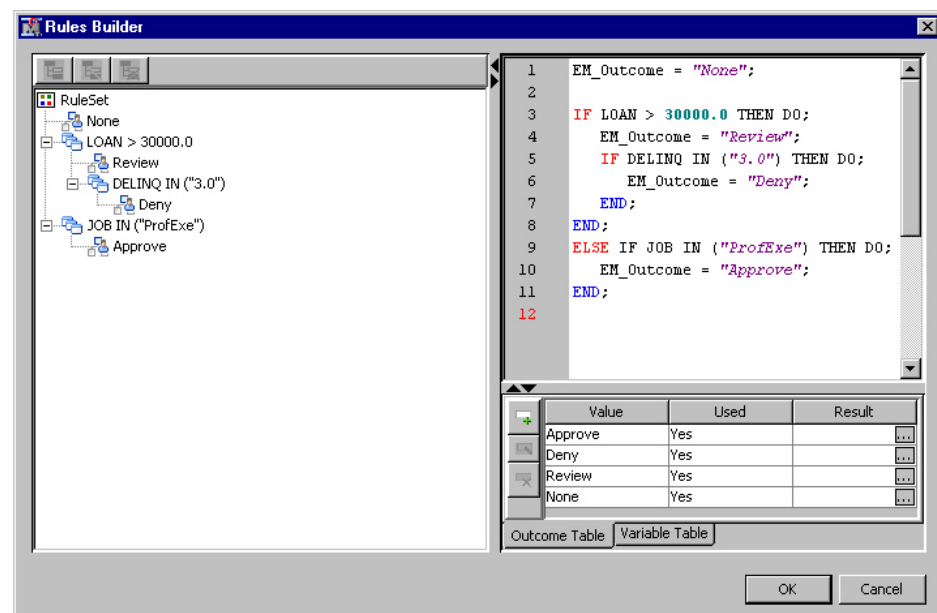 Rules Builder
RuleSet
None
LOAN > 30000.0
Review
DELINQ IN ("3.0")
Deny
JOB IN ("ProfExe")
Approve
1 EM_Outcome = "None";
2
3 IF LOAN > 30000.0 THEN DO;
4 EM_Outcome = "Review";
5 IF DELINQ IN ("3.0") THEN DO;
6 EM_Outcome = "Deny";
7 END;
8 END;
9 ELSE IF JOB IN ("ProfExe") THEN DO;
10 EM_Outcome = "Approve";
11 END;
12
Value Used Result
Approve Yes ...
Deny Yes ...
Review Yes ...
None Yes ...
Outcome Table Variable Table
OK Cancel